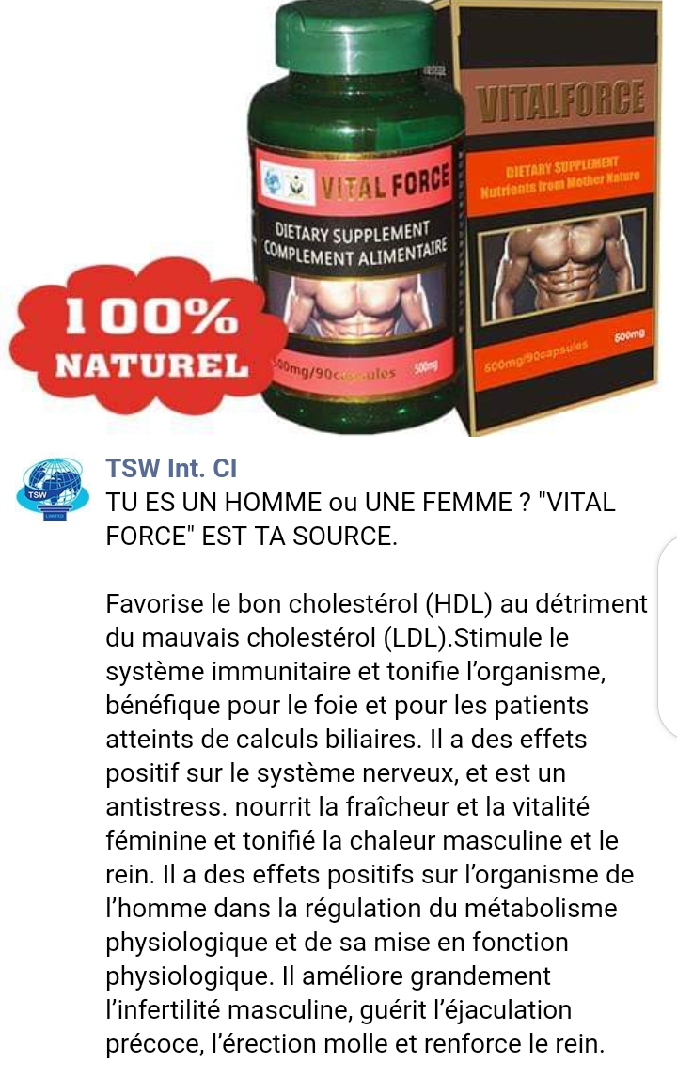 VITALFORCE
DIETARY SUPPLEMENT
Nutrients from Mother Nature
600mg/90capsules 500mg
VITAL FORCE
DIETARY SUPPLEMENT
COMPLEMENT ALIMENTAIRE
500mg
100%
NATUREL
TSW
LIMITED
TSW Int. CI
TU ES UN HOMME ou UNE FEMME ? "VITAL
FORCE" EST TA SOURCE.
Favorise le bon cholestérol (HDL) au détriment
du mauvais cholestérol (LDL).Stimule le
système immunitaire et tonifie l’organisme,
bénéfique pour le foie et pour les patients
atteints de calculs biliaires. Il a des effets
positif sur le système nerveux, et est un
antistress. nourrit la fraîcheur et la vitalité
féminine et tonifié la chaleur masculine et le
rein. Il a des effets positifs sur l’organisme de
l’homme dans la régulation du métabolisme
physiologique et de sa mise en fonction
physiologique. Il améliore grandement
l’infertilité masculine, guérit l’éjaculation
précoce, l’érection molle et renforce le rein.